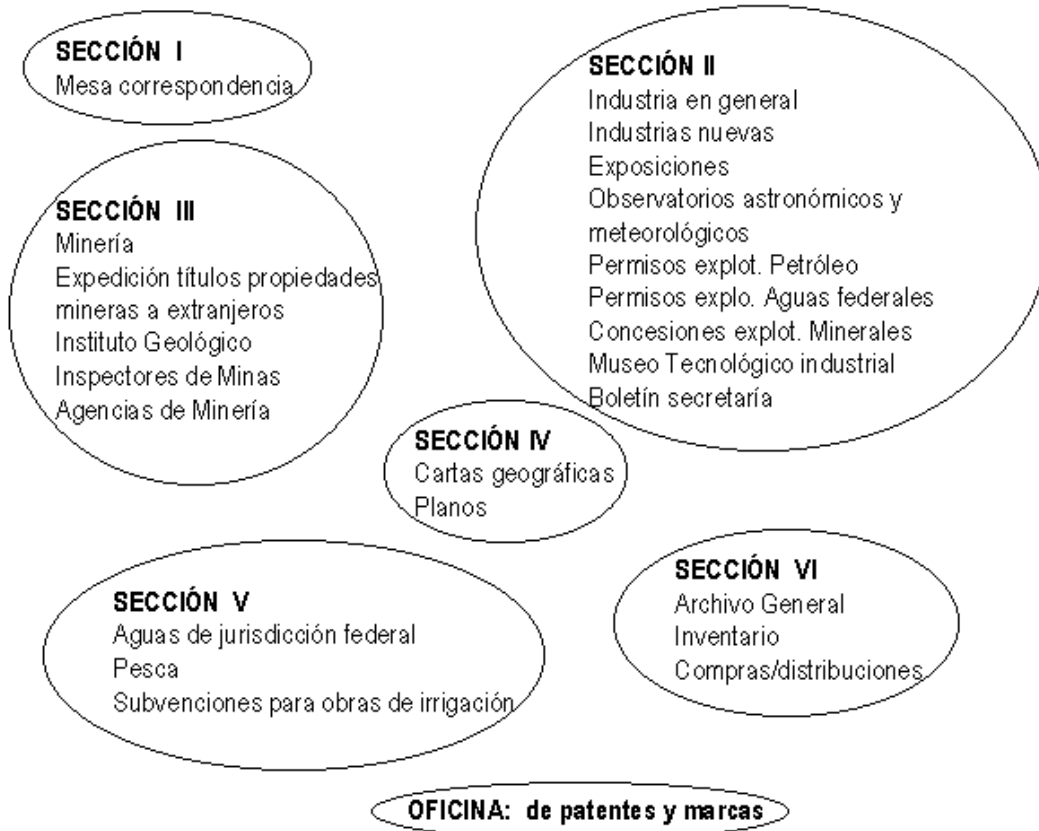 SECCIÓN I
Mesa correspondencia
SECCIÓN II
Industria en general
Industrias nuevas
Exposiciones
Observatorios astronómicos y
meteorológicos
Permisos explot. Petróleo
Permisos explo. Aguas federales
Concesiones explot. Minerales
Museo Tecnológico industrial
Boletín secretaría
SECCIÓN III
Minería
Expedición títulos propiedades
mineras a extranjeros
Instituto Geológico
Inspectores de Minas
Agencias de Minería
SECCIÓN IV
Cartas geográficas
Planos
SECCIÓN V
Aguas de jurisdicción federal
Pesca
Subvenciones para obras de irrigación
SECCIÓN VI
Archivo General
Inventario
Compras/distribuciones
OFICINA: de patentes y marcas